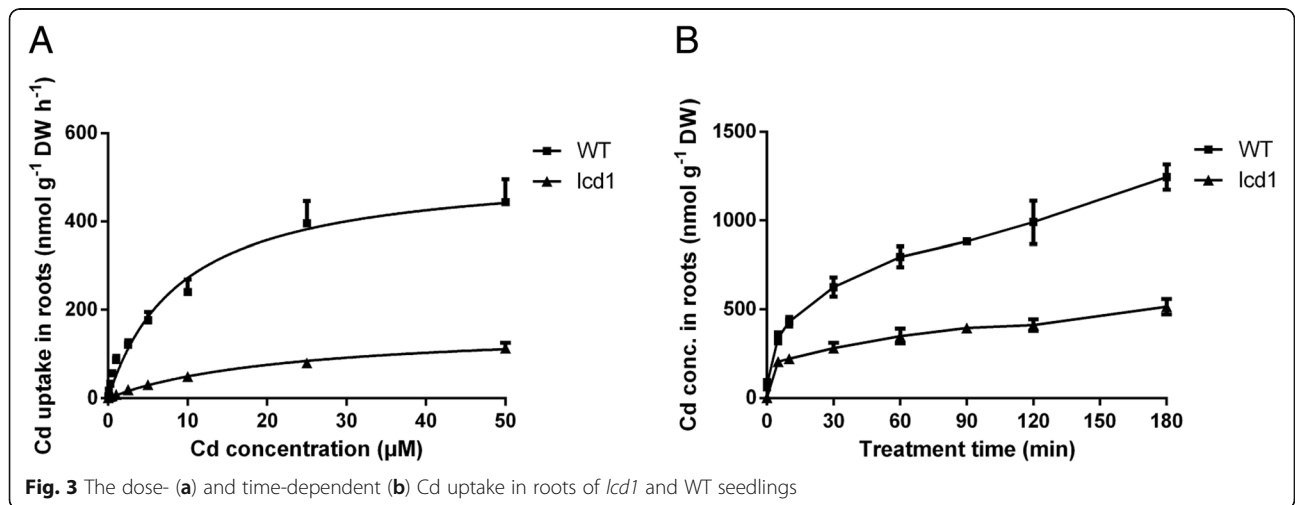 A
Cd uptake in roots (nmol g⁻¹ DW h⁻¹)
600
400
200
0
0 10 20 30 40 50
Cd concentration (µM)
WT
lcd1
B
Cd conc. in roots (nmol g⁻¹ DW)
1500
1000
500
0
0 30 60 90 120 150 180
Treatment time (min)
WT
lcd1
Fig. 3 The dose- (a) and time-dependent (b) Cd uptake in roots of lcd1 and WT seedlings